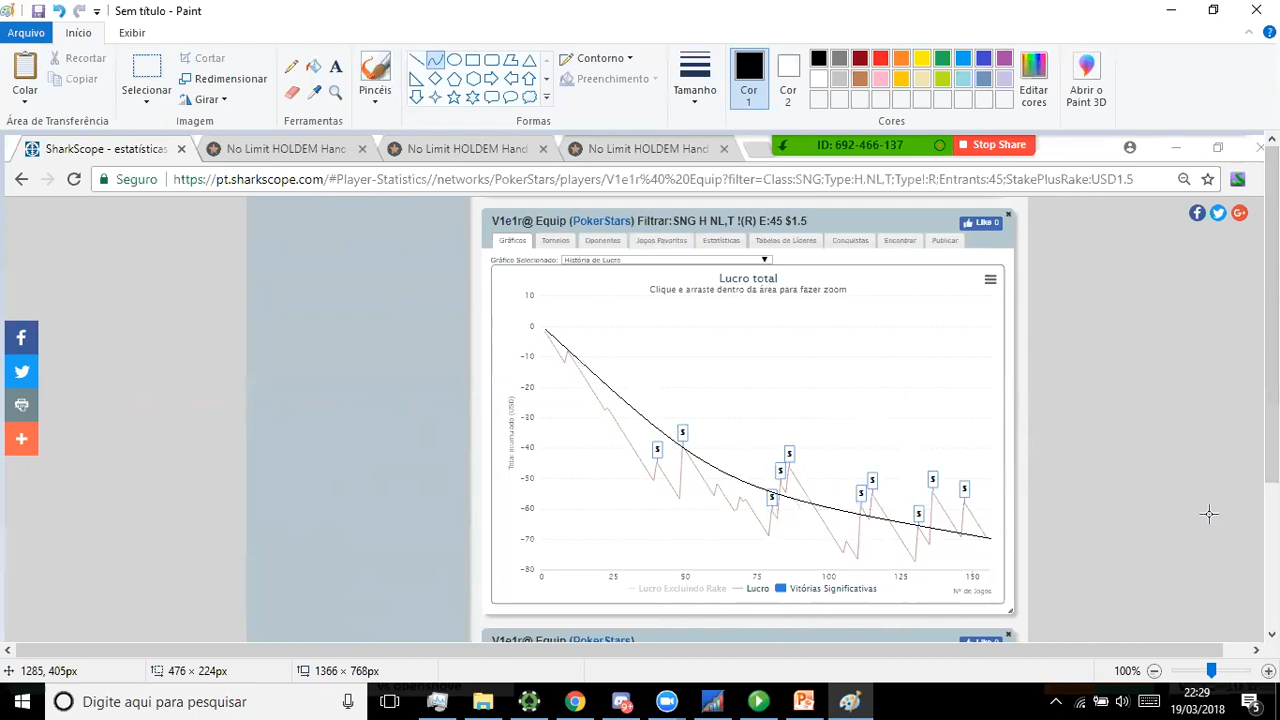 Sem título - Paint
Arquivo Início Exibir
Recortar
Copiar
Colar
Cortar
Redimensionar
Girar
Selecionar
Pincéis
Contorno
Preenchimento
Tamanho
Cor 1
Cor 2
Editar cores
Abrir o Paint 3D
Área de Transferência Imagem Ferramentas Formas Cores
SharkScope - estatísticas No Limit HOLDEM Hand No Limit HOLDEM Hand No Limit HOLDEM Hand
ID: 692-466-137 Stop Share
Seguro https://pt.sharkscope.com/#Player-Statistics//networks/PokerStars/players/V1e1r%40%20Equip?filter=Class:SNG;Type:H,NL,T,Type!:R;Entrants:45;StakePlusRake:USD1.5
V1e1r@ Equip (PokerStars) Filtrar:SNG H NL,T !(R) E:45 $1.5 Like 0
Gráficos Torneios Oponentes Jogos Favoritos Estatísticas Tabelas de Líderes Conquistas Encontrar Publicar
Gráfico Selecionado: História de Lucro
Lucro total
Clique e arraste dentro da área para fazer zoom
10
0
-10
-20
-30
-40
-50
-60
-70
-80
Total acumulado (USD)
$ $ $ $ $ $ $ $ $ $
0 25 50 75 100 125 150
Lucro Excluindo Rake Lucro Vitórias Significativas
Nº de Jogos
V1e1r@ Equip (PokerStars) Like 0
1285, 405px 476 × 224px 1366 × 768px 100%
vs openshove
Digite aqui para pesquisar
22:29
19/03/2018
5